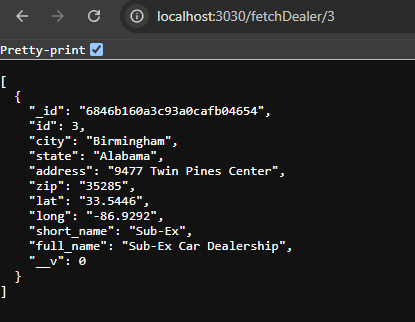 localhost:3030/fetchDealer/3
Pretty-print
[
  {
    "_id": "6846b160a3c93a0cafb04654",
    "id": 3,
    "city": "Birmingham",
    "state": "Alabama",
    "address": "9477 Twin Pines Center",
    "zip": "35285",
    "lat": "33.5446",
    "long": "-86.9292",
    "short_name": "Sub-Ex",
    "full_name": "Sub-Ex Car Dealership",
    "__v": 0
  }
]